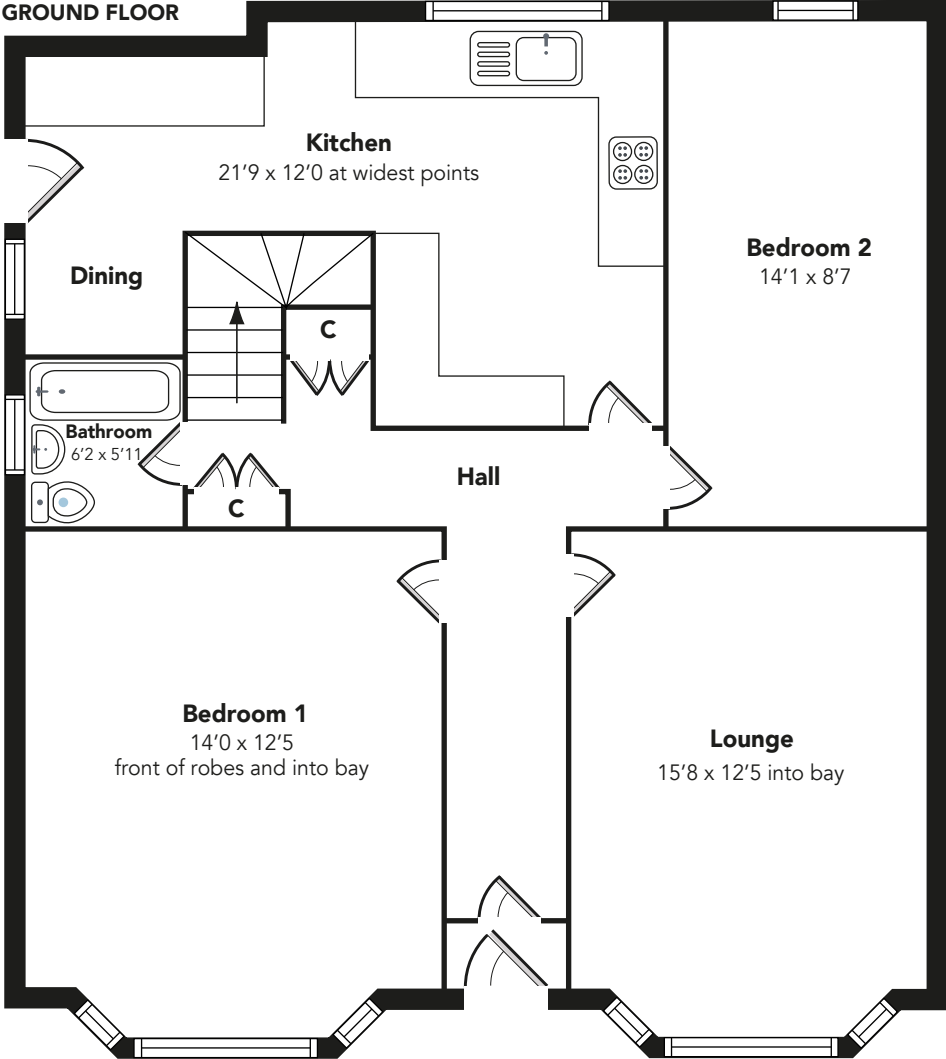 GROUND FLOOR
Kitchen
21'9 x 12'0 at widest points
Bedroom 2
14'1 x 8'7
Dining
C
Bathroom
6'2 x 5'11
Hall
C
Bedroom 1
14'0 x 12'5
front of robes and into bay
Lounge
15'8 x 12'5 into bay